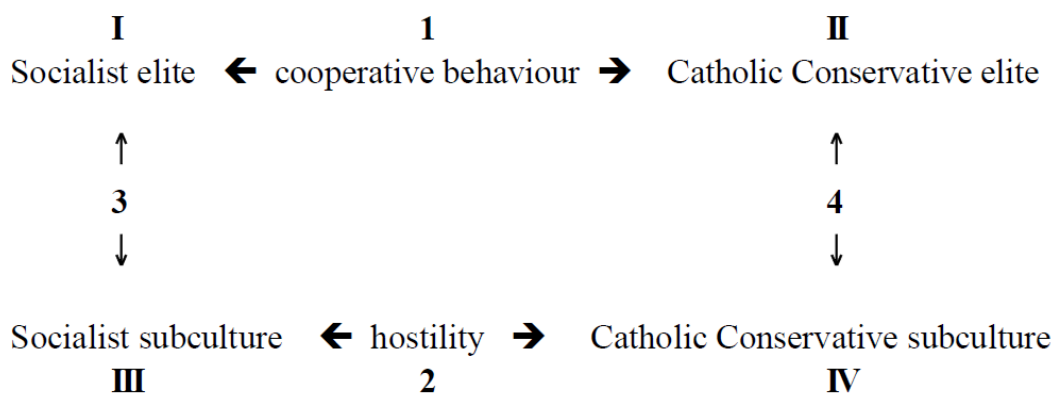 I 1 II
Socialist elite 🡸 cooperative behaviour 🡺 Catholic Conservative elite
↑ ↑
3 4
↓ ↓
Socialist subculture 🡸 hostility 🡺 Catholic Conservative subculture
III 2 IV